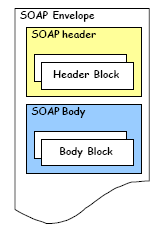 SOAP Envelope
SOAP header
Header Block
SOAP Body
Body Block